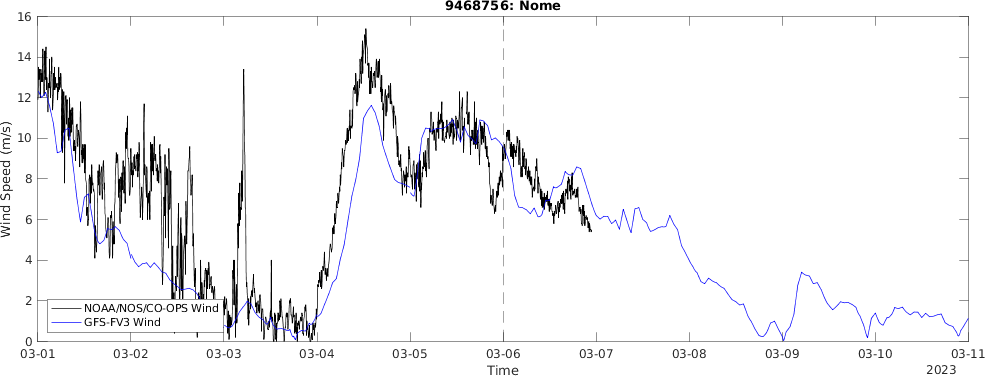 9468756: Nome
16
14
12
10
8
6
4
2
0
Wind Speed (m/s)
NOAA/NOS/CO-OPS Wind
GFS-FV3 Wind
03-01 03-02 03-03 03-04 03-05 03-06 03-07 03-08 03-09 03-10 03-11
Time
2023